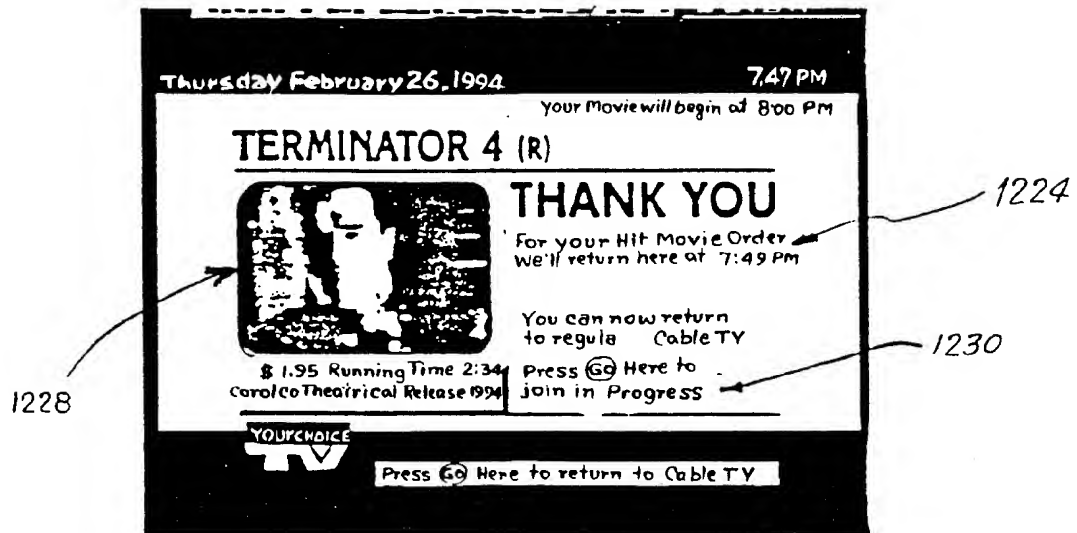 Thursday February 26, 1994 7,47 PM
Your Movie will begin at 8:00 PM
TERMINATOR 4 (R)
THANK YOU
For your Hit Movie Order
We'll return here at 7:49 PM
1224
1228
You can now return
to regula Cable TV
1230
$ 1.95 Running Time 2:34
Carolco Theatrical Release 1994
Press GO Here to
join in Progress
YOUR CHOICE
TV
Press GO Here to return to Cable TV